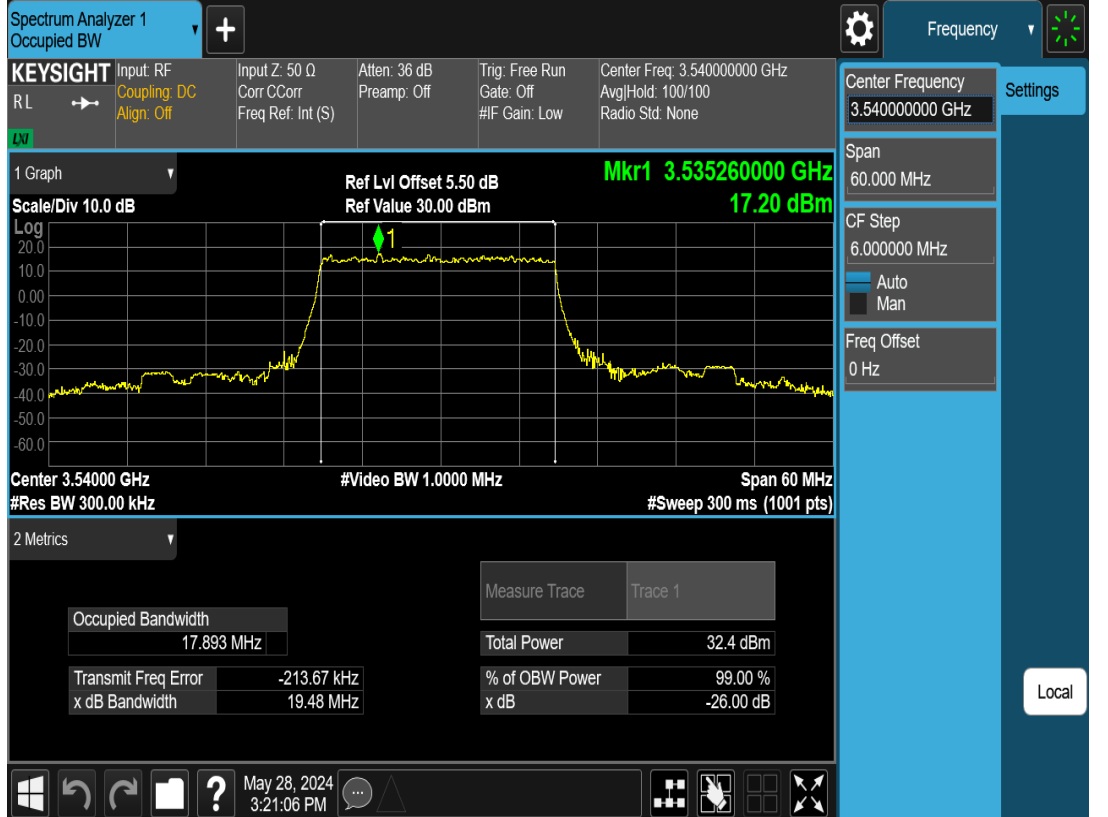 Spectrum Analyzer 1
Occupied BW
+
Frequency
KEYSIGHT
R L
LXI
Input: RF
Coupling: DC
Align: Off
Input Z: 50 Ω
Corr CCorr
Freq Ref: Int (S)
Atten: 36 dB
Preamp: Off
Trig: Free Run
Gate: Off
#IF Gain: Low
Center Freq: 3.540000000 GHz
Avg|Hold: 100/100
Radio Std: None
Center Frequency
3.540000000 GHz
Settings
Span
60.000 MHz
CF Step
6.000000 MHz
Auto
Man
Freq Offset
0 Hz
1 Graph
Scale/Div 10.0 dB
Ref Lvl Offset 5.50 dB
Ref Value 30.00 dBm
Mkr1 3.535260000 GHz
17.20 dBm
Log
1
20.0
10.0
0.00
-10.0
-20.0
-30.0
-40.0
-50.0
-60.0
Center 3.54000 GHz
#Res BW 300.00 kHz
#Video BW 1.0000 MHz
Span 60 MHz
#Sweep 300 ms (1001 pts)
2 Metrics
Measure Trace Trace 1
Occupied Bandwidth
17.893 MHz
Total Power 32.4 dBm
Transmit Freq Error -213.67 kHz
% of OBW Power 99.00 %
x dB Bandwidth 19.48 MHz
x dB -26.00 dB
Local
?
May 28, 2024
3:21:06 PM